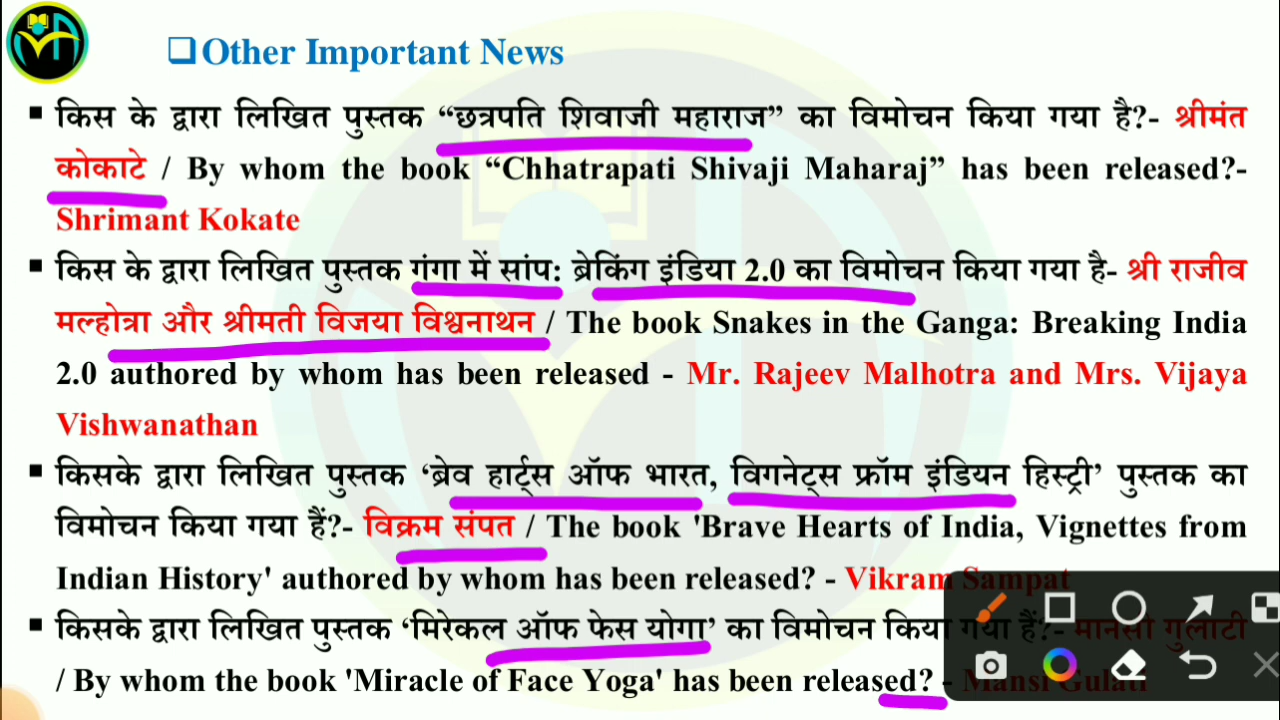 ❑Other Important News
▪ किस के द्वारा लिखित पुस्तक “छत्रपति शिवाजी महाराज” का विमोचन किया गया है?- श्रीमंत
कोकाटे / By whom the book “Chhatrapati Shivaji Maharaj” has been released?-
Shrimant Kokate
▪ किस के द्वारा लिखित पुस्तक गंगा में सांप: ब्रेकिंग इंडिया 2.0 का विमोचन किया गया है- श्री राजीव
मल्होत्रा और श्रीमती विजया विश्वनाथन / The book Snakes in the Ganga: Breaking India
2.0 authored by whom has been released - Mr. Rajeev Malhotra and Mrs. Vijaya
Vishwanathan
▪ किसके द्वारा लिखित पुस्तक ‘ब्रेव हार्ट्स ऑफ भारत, विगनेट्स फ्रॉम इंडियन हिस्ट्री’ पुस्तक का
विमोचन किया गया हैं?- विक्रम संपत / The book 'Brave Hearts of India, Vignettes from
Indian History' authored by whom has been released? - Vikram Sampat
▪ किसके द्वारा लिखित पुस्तक ‘मिरेकल ऑफ फेस योगा’ का विमोचन किया गया हैं?- मानसी गुलाटी
/ By whom the book 'Miracle of Face Yoga' has been released? - Mansi Gulati